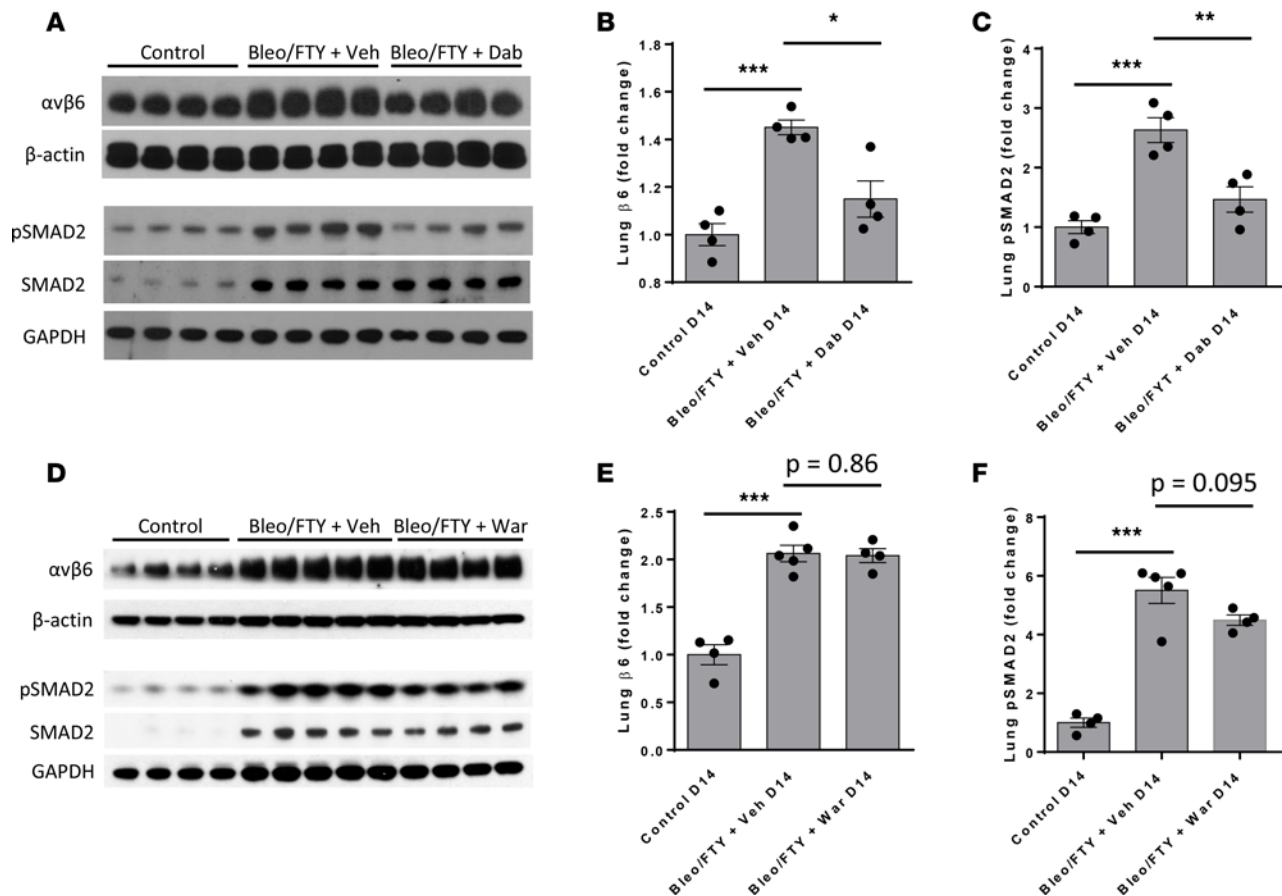 A
Control Bleo/FTY + Veh Bleo/FTY + Dab
αvβ6
β-actin
pSMAD2
SMAD2
GAPDH
B
*
***
Lung β 6 (fold change)
1.8
1.6
1.4
1.2
1.0
0.8
Control D14
Bleo/FTY + Veh D14
Bleo/FTY + Dab D14
C
**
***
Lung pSMAD2 (fold change)
4
3
2
1
0
Control D14
Bleo/FTY + Veh D14
Bleo/FYT + Dab D14
D
Control Bleo/FTY + Veh Bleo/FTY + War
αvβ6
β-actin
pSMAD2
SMAD2
GAPDH
E
p = 0.86
***
Lung β 6 (fold change)
2.5
2.0
1.5
1.0
0.5
0.0
Control D14
Bleo/FTY + Veh D14
Bleo/FTY + War D14
F
p = 0.095
***
Lung pSMAD2 (fold change)
8
6
4
2
0
Control D14
Bleo/FTY + Veh D14
Bleo/FTY + War D14